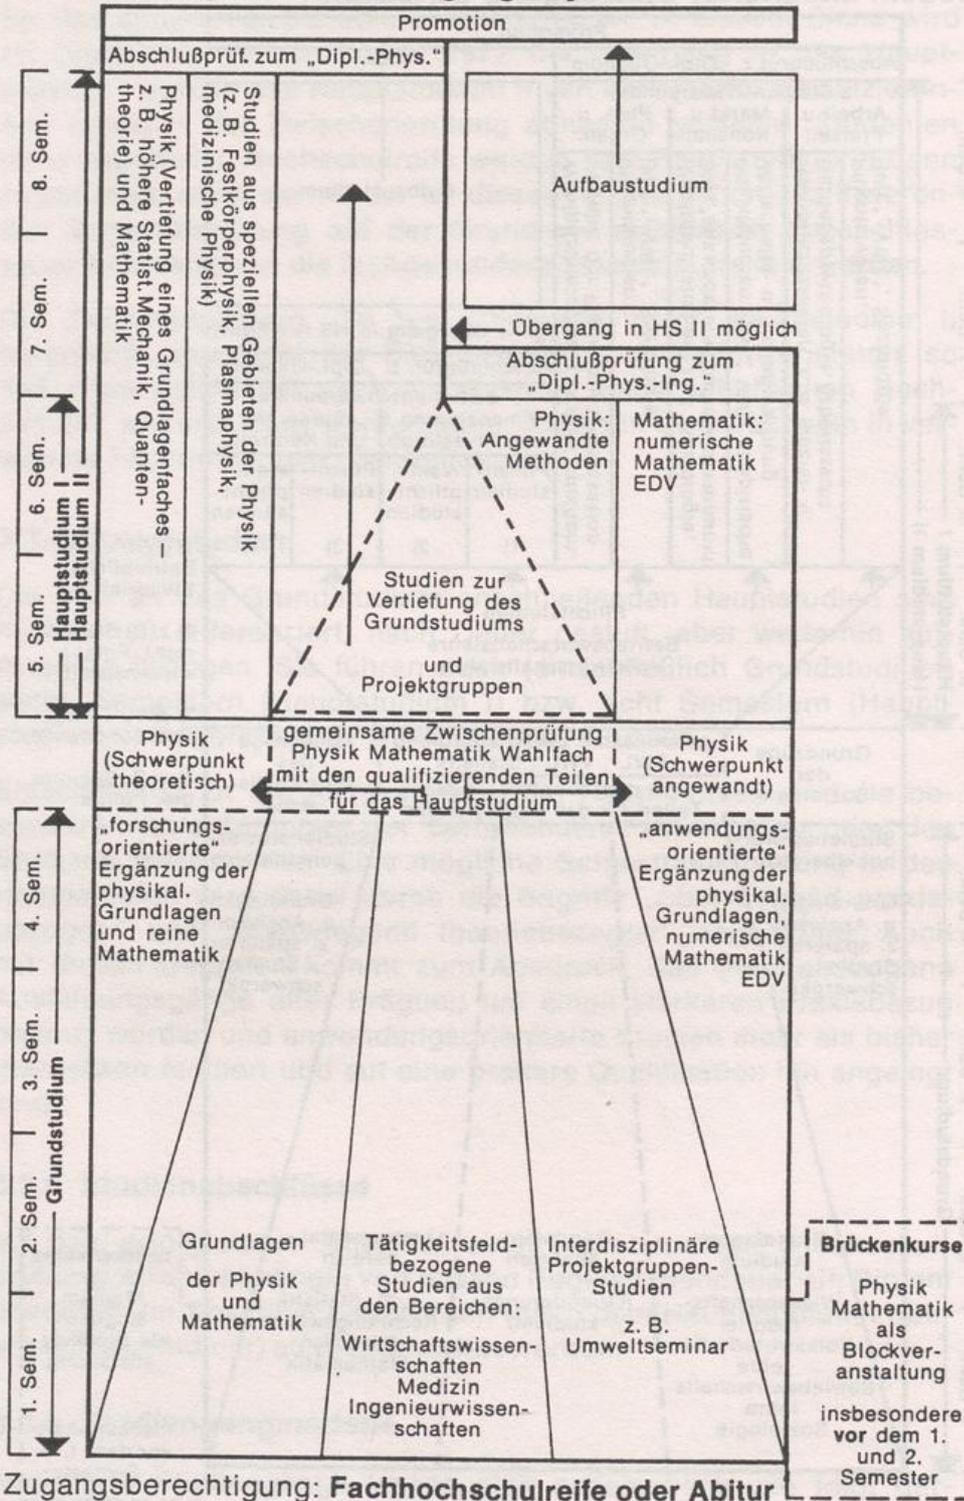 Promotion
Abschlußprüf. zum „Dipl.-Phys.“
8. Sem.
7. Sem.
6. Sem.
5. Sem.
Hauptstudium I
Hauptstudium II
Physik (Vertiefung eines Grundlagenfaches –
z. B. höhere Statist. Mechanik, Quanten-
theorie) und Mathematik
Studien aus speziellen Gebieten der Physik
(z. B. Festkörperphysik, Plasmaphysik,
medizinische Physik)
Aufbaustudium
Übergang in HS II möglich
Abschlußprüfung zum
„Dipl.-Phys.-Ing.“
Physik:
Angewandte
Methoden
Mathematik:
numerische
Mathematik
EDV
Studien zur
Vertiefung des
Grundstudiums
und
Projektgruppen
Physik
(Schwerpunkt
theoretisch)
gemeinsame Zwischenprüfung
Physik Mathematik Wahlfach
mit den qualifizierenden Teilen
für das Hauptstudium
Physik
(Schwerpunkt
angewandt)
4. Sem.
3. Sem.
2. Sem.
1. Sem.
Grundstudium
„forschungs-
orientierte“
Ergänzung der
physikal.
Grundlagen
und reine
Mathematik
„anwendungs-
orientierte“
Ergänzung der
physikal.
Grundlagen,
numerische
Mathematik
EDV
Grundlagen
der Physik
und
Mathematik
Tätigkeitsfeld-
bezogene
Studien aus
den Bereichen:
Wirtschaftswissen-
schaften
Medizin
Ingenieurwissen-
schaften
Interdisziplinäre
Projektgruppen-
Studien
z. B.
Umweltseminar
Brückenkurse
Physik
Mathematik
als
Blockver-
anstaltung
insbesondere
vor dem 1.
und 2.
Semester
Zugangsberechtigung: Fachhochschulreife oder Abitur